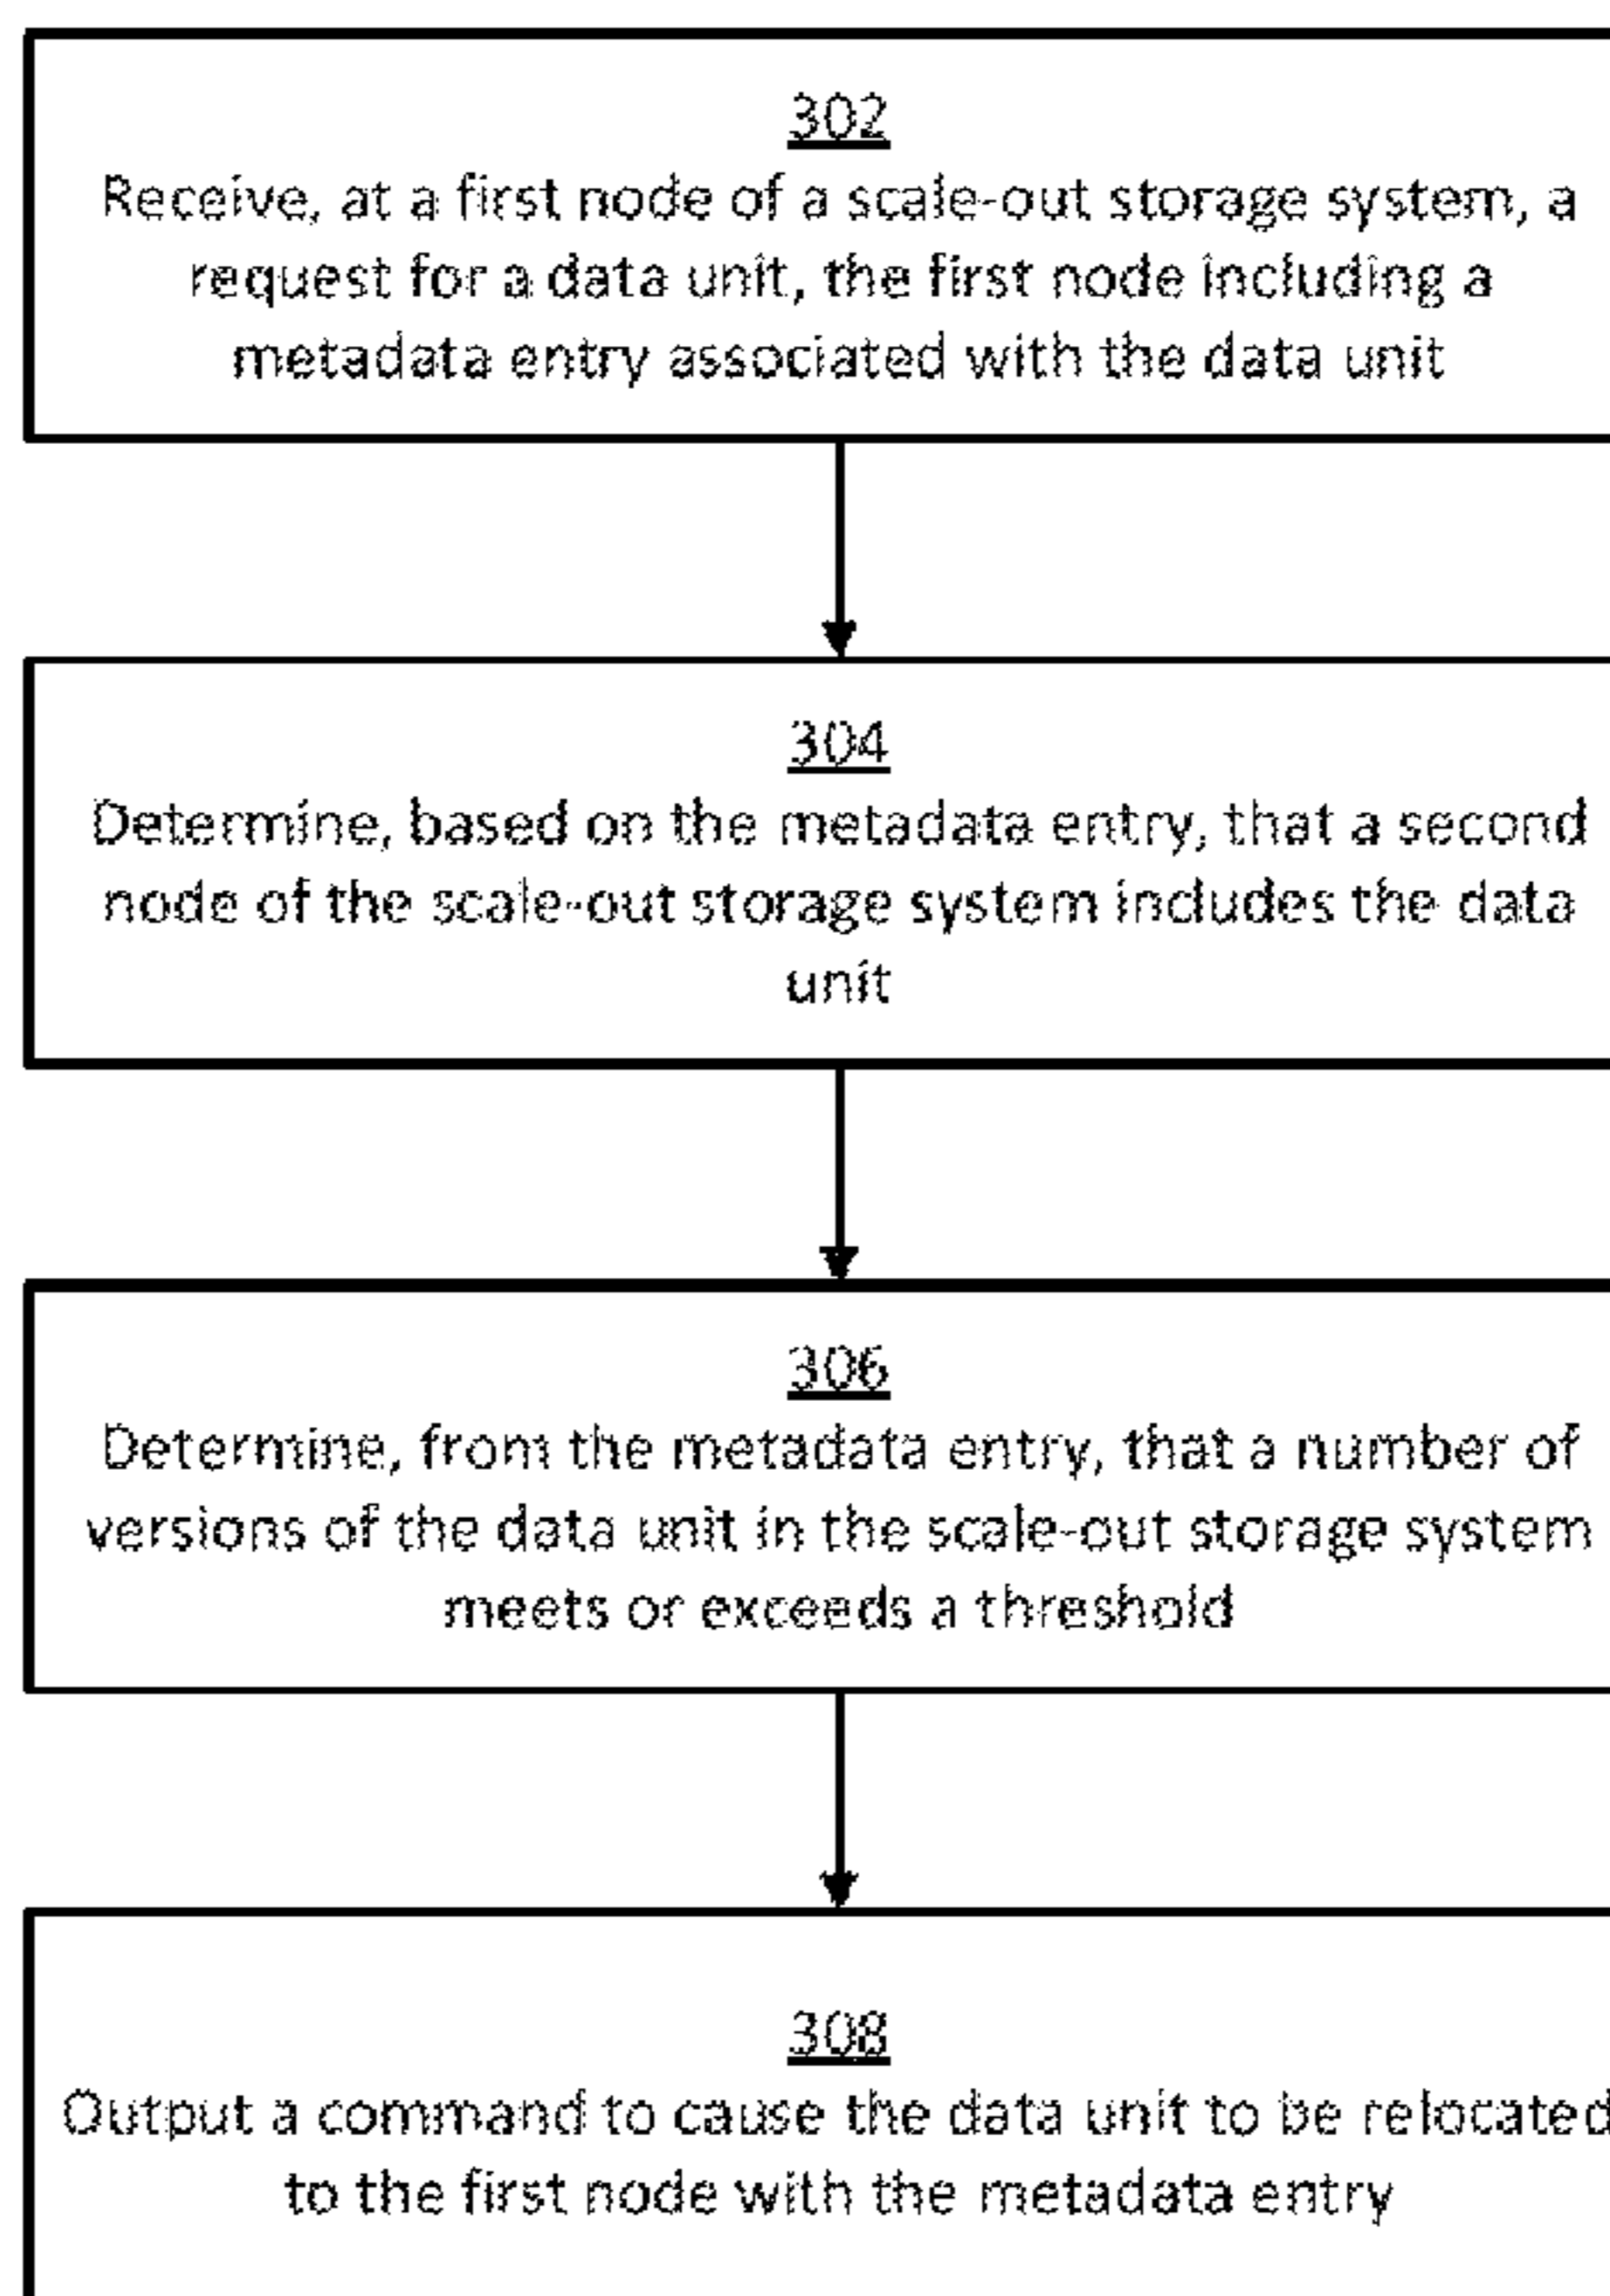 302
Receive, at a first node of a scale-out storage system, a
request for a data unit, the first node including a
metadata entry associated with the data unit
304
Determine, based on the metadata entry, that a second
node of the scale-out storage system includes the data
unit
306
Determine, from the metadata entry, that a number of
versions of the data unit in the scale-out storage system
meets or exceeds a threshold
308
Output a command to cause the data unit to be relocated
to the first node with the metadata entry